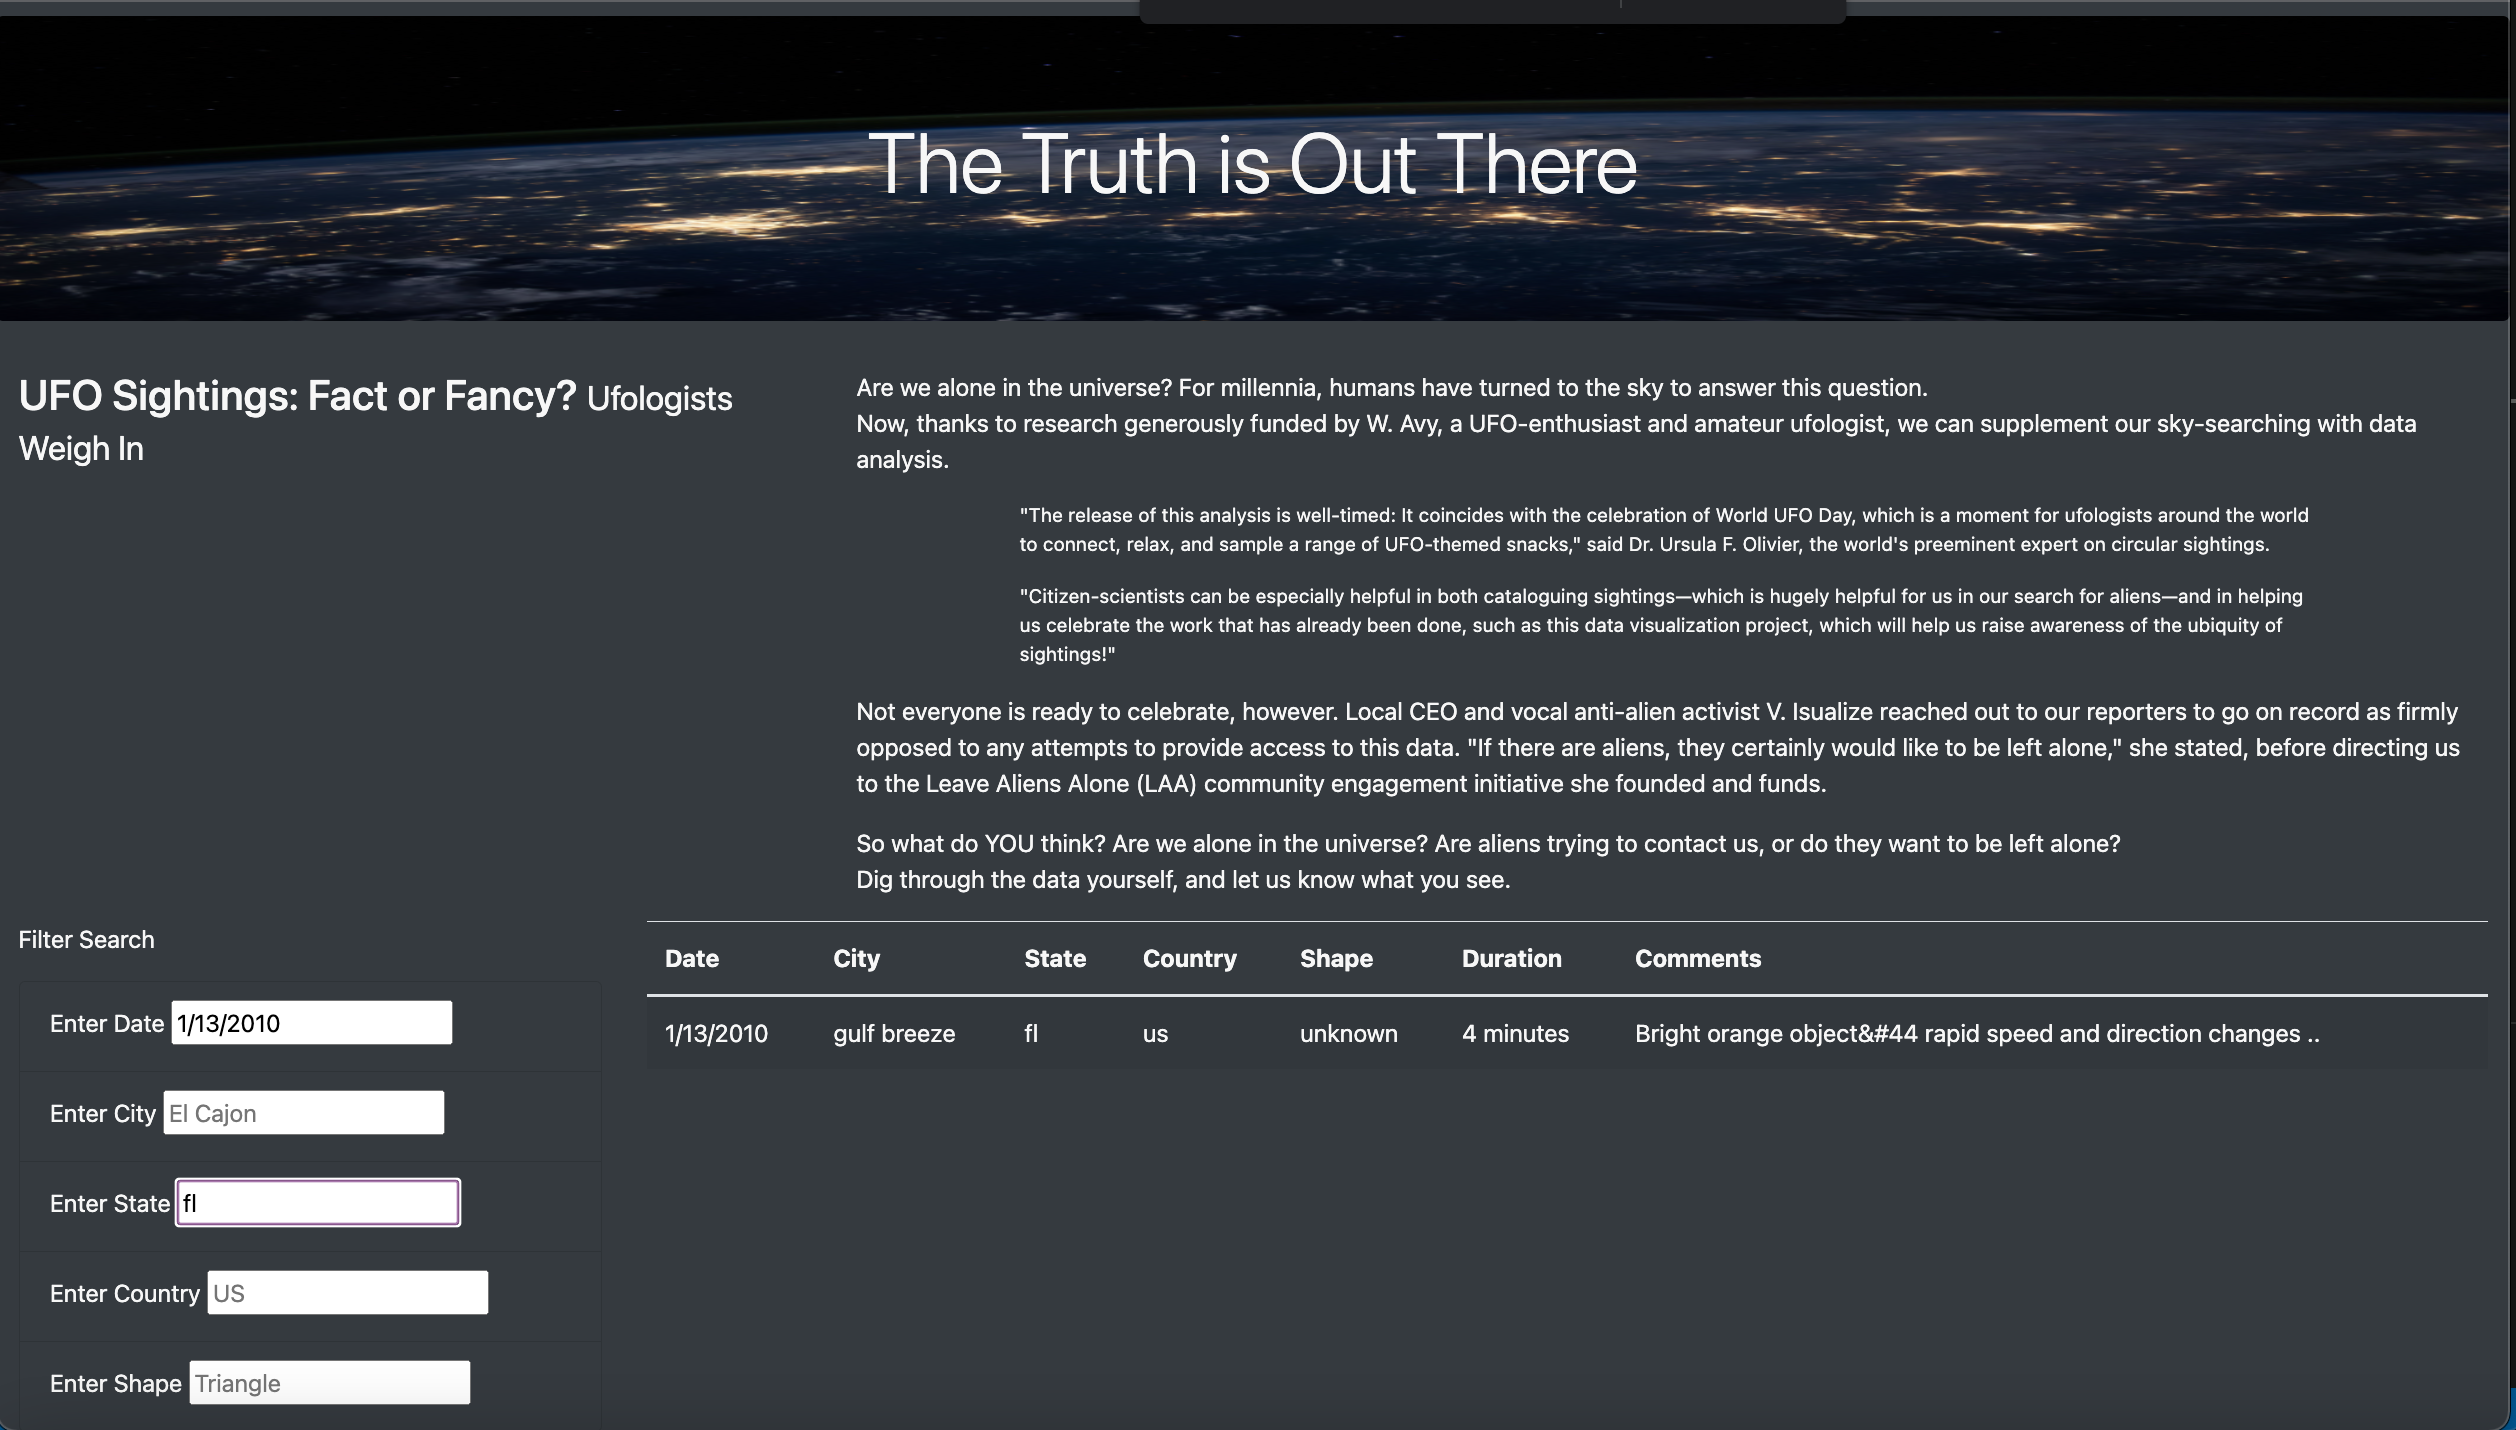 The Truth is Out There
UFO Sightings: Fact or Fancy? Ufologists
Weigh In
Are we alone in the universe? For millennia, humans have turned to the sky to answer this question.
Now, thanks to research generously funded by W. Avy, a UFO-enthusiast and amateur ufologist, we can supplement our sky-searching with data
analysis.
"The release of this analysis is well-timed: It coincides with the celebration of World UFO Day, which is a moment for ufologists around the world
to connect, relax, and sample a range of UFO-themed snacks," said Dr. Ursula F. Olivier, the world's preeminent expert on circular sightings.
"Citizen-scientists can be especially helpful in both cataloguing sightings—which is hugely helpful for us in our search for aliens—and in helping
us celebrate the work that has already been done, such as this data visualization project, which will help us raise awareness of the ubiquity of
sightings!"
Not everyone is ready to celebrate, however. Local CEO and vocal anti-alien activist V. Isualize reached out to our reporters to go on record as firmly
opposed to any attempts to provide access to this data. "If there are aliens, they certainly would like to be left alone," she stated, before directing us
to the Leave Aliens Alone (LAA) community engagement initiative she founded and funds.
So what do YOU think? Are we alone in the universe? Are aliens trying to contact us, or do they want to be left alone?
Dig through the data yourself, and let us know what you see.
Filter Search
Enter Date 1/13/2010
Enter City El Cajon
Enter State fl
Enter Country US
Enter Shape Triangle
Date City State Country Shape Duration Comments
1/13/2010 gulf breeze fl us unknown 4 minutes Bright orange object&#44 rapid speed and direction changes ..